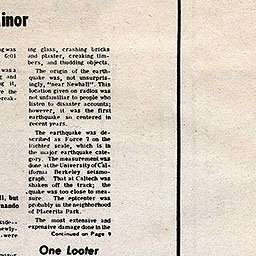 inor
ing glass, crashing bricks
and plaster, creaking tim-
bers, and thudding objects.
The origin of the earth-
quake was, not unsurpris-
ingly, "near Newhall". This
location given on radios was
not unfamiliar to people who
listen to disaster accounts;
however, it was the first
earthquake so centered in
recent years.
The earthquake was de-
scribed as Force 7 on the
Richter scale, which is in
the major earthquake cate-
gory. The measurement was
done at the University of Cal-
ifornia Berkeley seismo-
graph. That at Caltech was
shaken off the track; the
quake was too close to mea-
sure. The epicenter was
probably in the neighborhood
of Placerita Park.
The most extensive and
expensive damage done in the
Continued on Page 9
One Looter